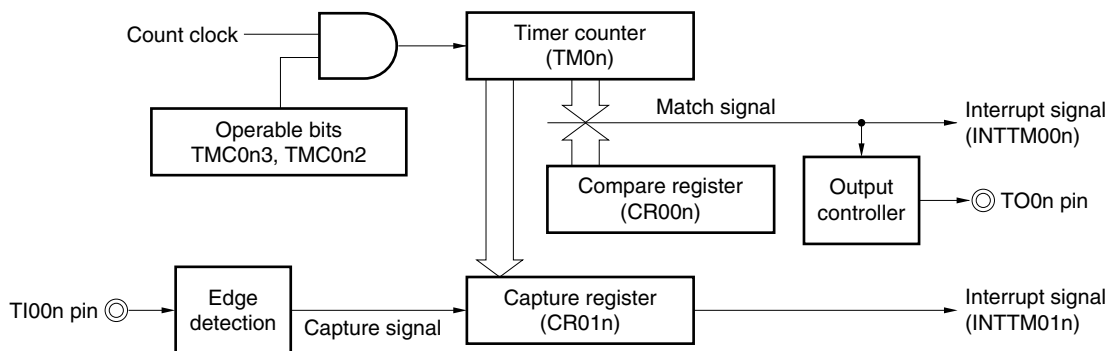 Count clock
Timer counter
(TM0n)
Operable bits
TMC0n3, TMC0n2
Match signal
Interrupt signal
(INTTM00n)
Compare register
(CR00n)
Output
controller
TO0n pin
TI00n pin
Edge
detection
Capture signal
Capture register
(CR01n)
Interrupt signal
(INTTM01n)